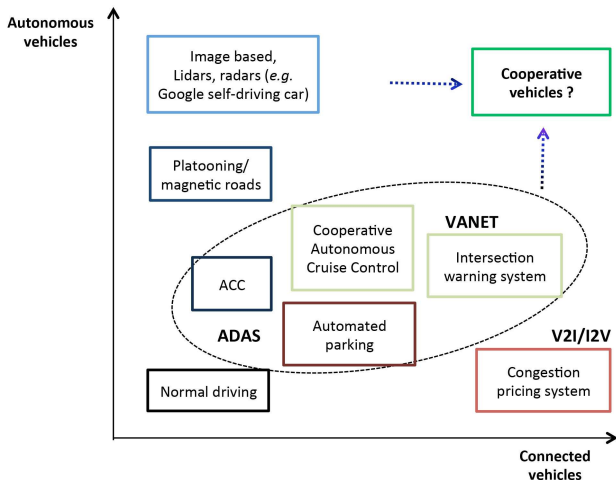 Autonomous
vehicles
Image based,
Lidars, radars (e.g.
Google self-driving car)
Cooperative
vehicles ?
Platooning/
magnetic roads
Cooperative
Autonomous
Cruise Control
VANET
Intersection
warning system
ACC
ADAS
Automated
parking
V2I/I2V
Normal driving
Congestion
pricing system
Connected
vehicles